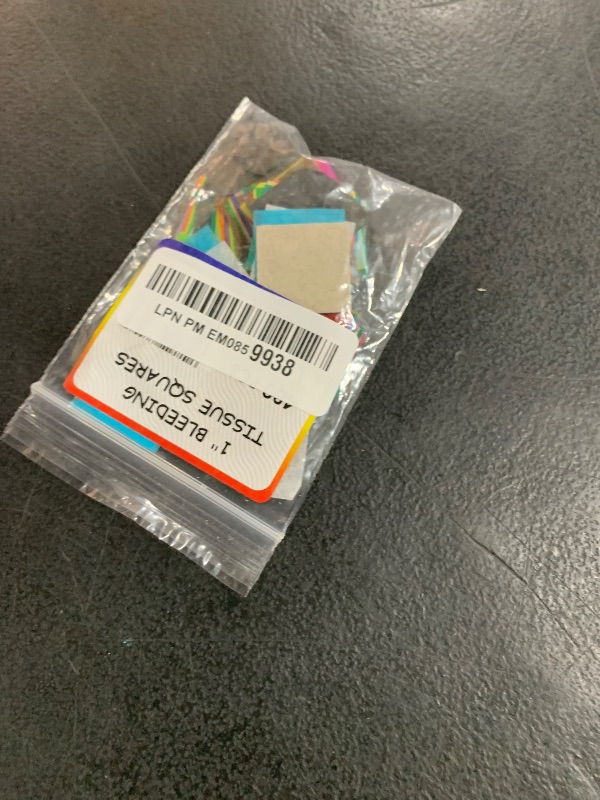 LPN PM EM085 9938
1" BLEEDING
TISSUE SQUARES